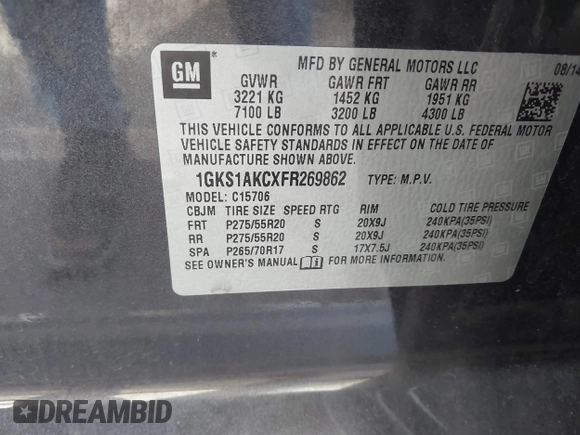 GM
MFD BY GENERAL MOTORS LLC
08/14
GVWR GAWR FRT GAWR RR
3221 KG 1452 KG 1951 KG
7100 LB 3200 LB 4300 LB
THIS VEHICLE CONFORMS TO ALL APPLICABLE U.S. FEDERAL MOTOR
VEHICLE SAFETY STANDARDS IN EFFECT ON THE DATE OF
MANUFACTURE SHOWN ABOVE.
1GKS1AKCXFR269862 TYPE: M.P.V.
MODEL: C15706
CBJM TIRE SIZE SPEED RTG RIM COLD TIRE PRESSURE
FRT P275/55R20 S 20X9J 240KPA(35PSI)
RR P275/55R20 S 20X9J 240KPA(35PSI)
SPA P265/70R17 S 17X7.5J 240KPA(35PSI)
SEE OWNER'S MANUAL FOR MORE INFORMATION.
DREAMBID